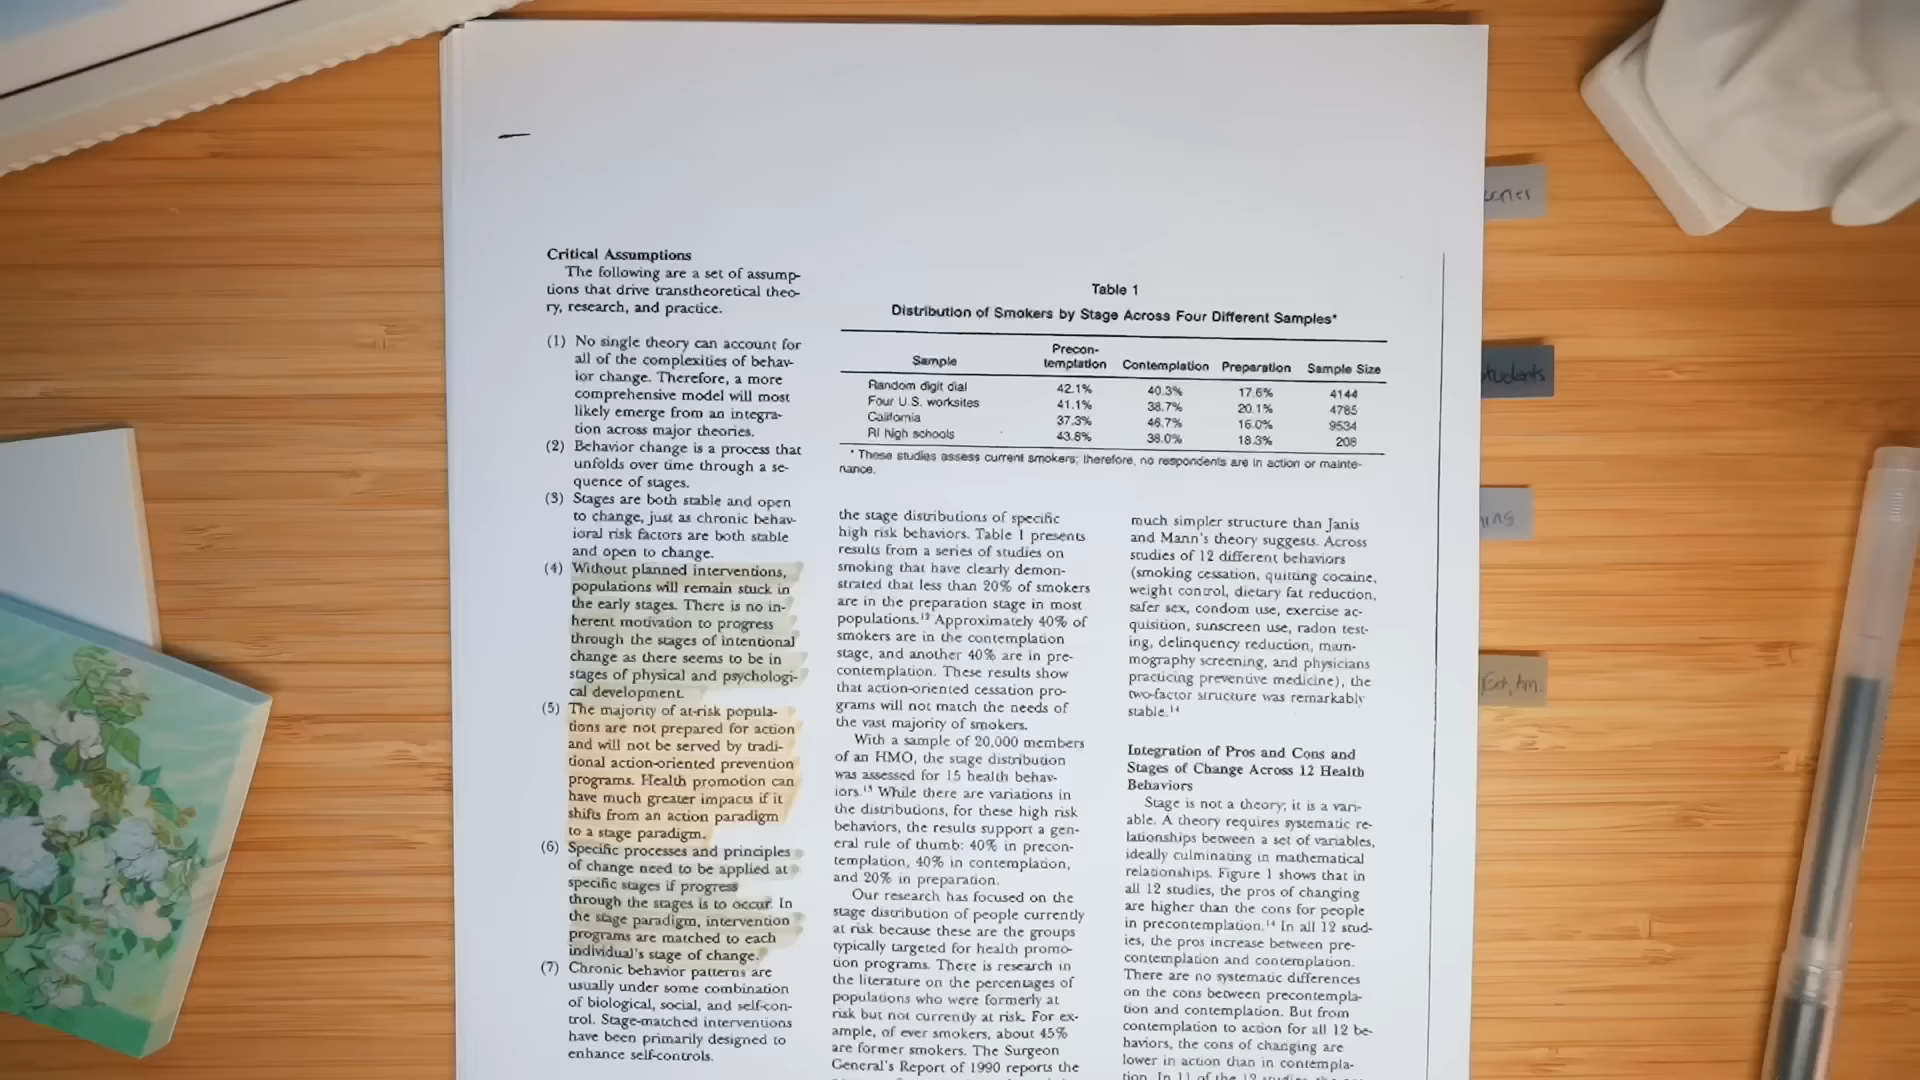 Critical Assumptions
The following are a set of assump-
tions that drive transtheoretical theo-
ry, research, and practice.
(1) No single theory can account for
all of the complexities of behav-
ior change. Therefore, a more
comprehensive model will most
likely emerge from an integra-
tion across major theories.
(2) Behavior change is a process that
unfolds over time through a se-
quence of stages.
(3) Stages are both stable and open
to change, just as chronic behav-
ioral risk factors are both stable
and open to change.
(4) Without planned interventions,
populations will remain stuck in
the early stages. There is no in-
herent motivation to progress
through the stages of intentional
change as there seems to be in
stages of physical and psychologi-
cal development.
(5) The majority of at-risk popula-
tions are not prepared for action
and will not be served by tradi-
tional action-oriented prevention
programs. Health promotion can
have much greater impacts if it
shifts from an action paradigm
to a stage paradigm.
(6) Specific processes and principles
of change need to be applied at
specific stages if progress
through the stages is to occur. In
the stage paradigm, intervention
programs are matched to each
individual's stage of change.
(7) Chronic behavior patterns are
usually under some combination
of biological, social, and self-con-
trol. Stage-matched interventions
have been primarily designed to
enhance self-controls.
Table 1
Distribution of Smokers by Stage Across Four Different Samples*
Sample Precon-templation Contemplation Preparation Sample Size
Random digit dial 42.1% 40.3% 17.6% 4144
Four U.S. worksites 41.1% 38.7% 20.1% 4785
California 37.3% 46.7% 16.0% 9534
RI high schools 43.8% 38.0% 18.3% 208
* These studies assess current smokers; therefore, no respondents are in action or mainte-
nance.
the stage distributions of specific
high risk behaviors. Table 1 presents
results from a series of studies on
smoking that have clearly demon-
strated that less than 20% of smokers
are in the preparation stage in most
populations.12 Approximately 40% of
smokers are in the contemplation
stage, and another 40% are in pre-
contemplation. These results show
that action-oriented cessation pro-
grams will not match the needs of
the vast majority of smokers.
With a sample of 20,000 members
of an HMO, the stage distribution
was assessed for 15 health behav-
iors.13 While there are variations in
the distributions, for these high risk
behaviors, the results support a gen-
eral rule of thumb: 40% in precon-
templation, 40% in contemplation,
and 20% in preparation.
Our research has focused on the
stage distribution of people currently
at risk because these are the groups
typically targeted for health promo-
tion programs. There is research in
the literature on the percentages of
populations who were formerly at
risk but not currently at risk. For ex-
ample, of ever smokers, about 45%
are former smokers. The Surgeon
General's Report of 1990 reports the
much simpler structure than Janis
and Mann's theory suggests. Across
studies of 12 different behaviors
(smoking cessation, quitting cocaine,
weight control, dietary fat reduction,
safer sex, condom use, exercise ac-
quisition, sunscreen use, radon test-
ing, delinquency reduction, mam-
mography screening, and physicians
practicing preventive medicine), the
two-factor structure was remarkably
stable.14
Integration of Pros and Cons and
Stages of Change Across 12 Health
Behaviors
Stage is not a theory; it is a vari-
able. A theory requires systematic re-
lationships between a set of variables,
ideally culminating in mathematical
relationships. Figure 1 shows that in
all 12 studies, the pros of changing
are higher than the cons for people
in precontemplation.14 In all 12 stud-
ies, the pros increase between pre-
contemplation and contemplation.
There are no systematic differences
on the cons between precontempla-
tion and contemplation. But from
contemplation to action for all 12 be-
haviors, the cons of changing are
lower in action than in contempla-
tion. In 11 of the 12 studies
students